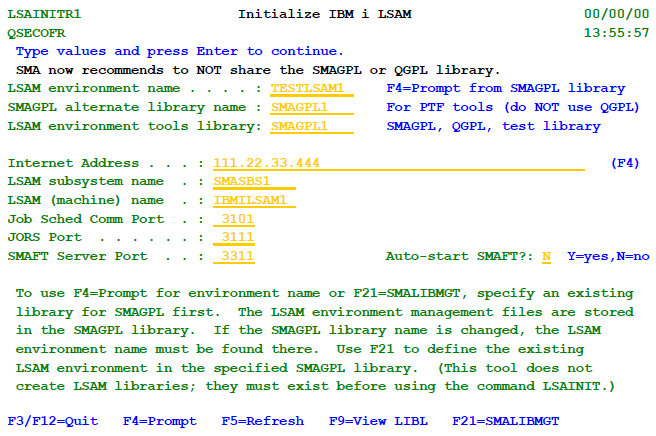 LSAINITR1 Initialize IBM i LSAM 00/00/00
QSECOFR 13:55:57
Type values and press Enter to continue.
SMA now recommends to NOT share the SMAGPL or QGPL library.
LSAM environment name . . . . : TESTLSAM1 F4=Prompt from SMAGPL library
SMAGPL alternate library name : SMAGPL1 For PTF tools (do NOT use QGPL)
LSAM environment tools library: SMAGPL1 SMAGPL, QGPL, test library
Internet Address . . . : 111.22.33.444 (F4)
LSAM subsystem name . : SMASBS1
LSAM (machine) name . : IBMILSAM1
Job Sched Comm Port . : 3101
JORS Port . . . . . . : 3111
SMAFT Server Port . . : 3311 Auto-start SMAFT?: N Y=yes,N=no
To use F4=Prompt for environment name or F21=SMALIBMGT, specify an existing
library for SMAGPL first. The LSAM environment management files are stored
in the SMAGPL library. If the SMAGPL library name is changed, the LSAM
environment name must be found there. Use F21 to define the existing
LSAM environment in the specified SMAGPL library. (This tool does not
create LSAM libraries; they must exist before using the command LSAINIT.)
F3/F12=Quit F4=Prompt F5=Refresh F9=View LIBL F21=SMALIBMGT